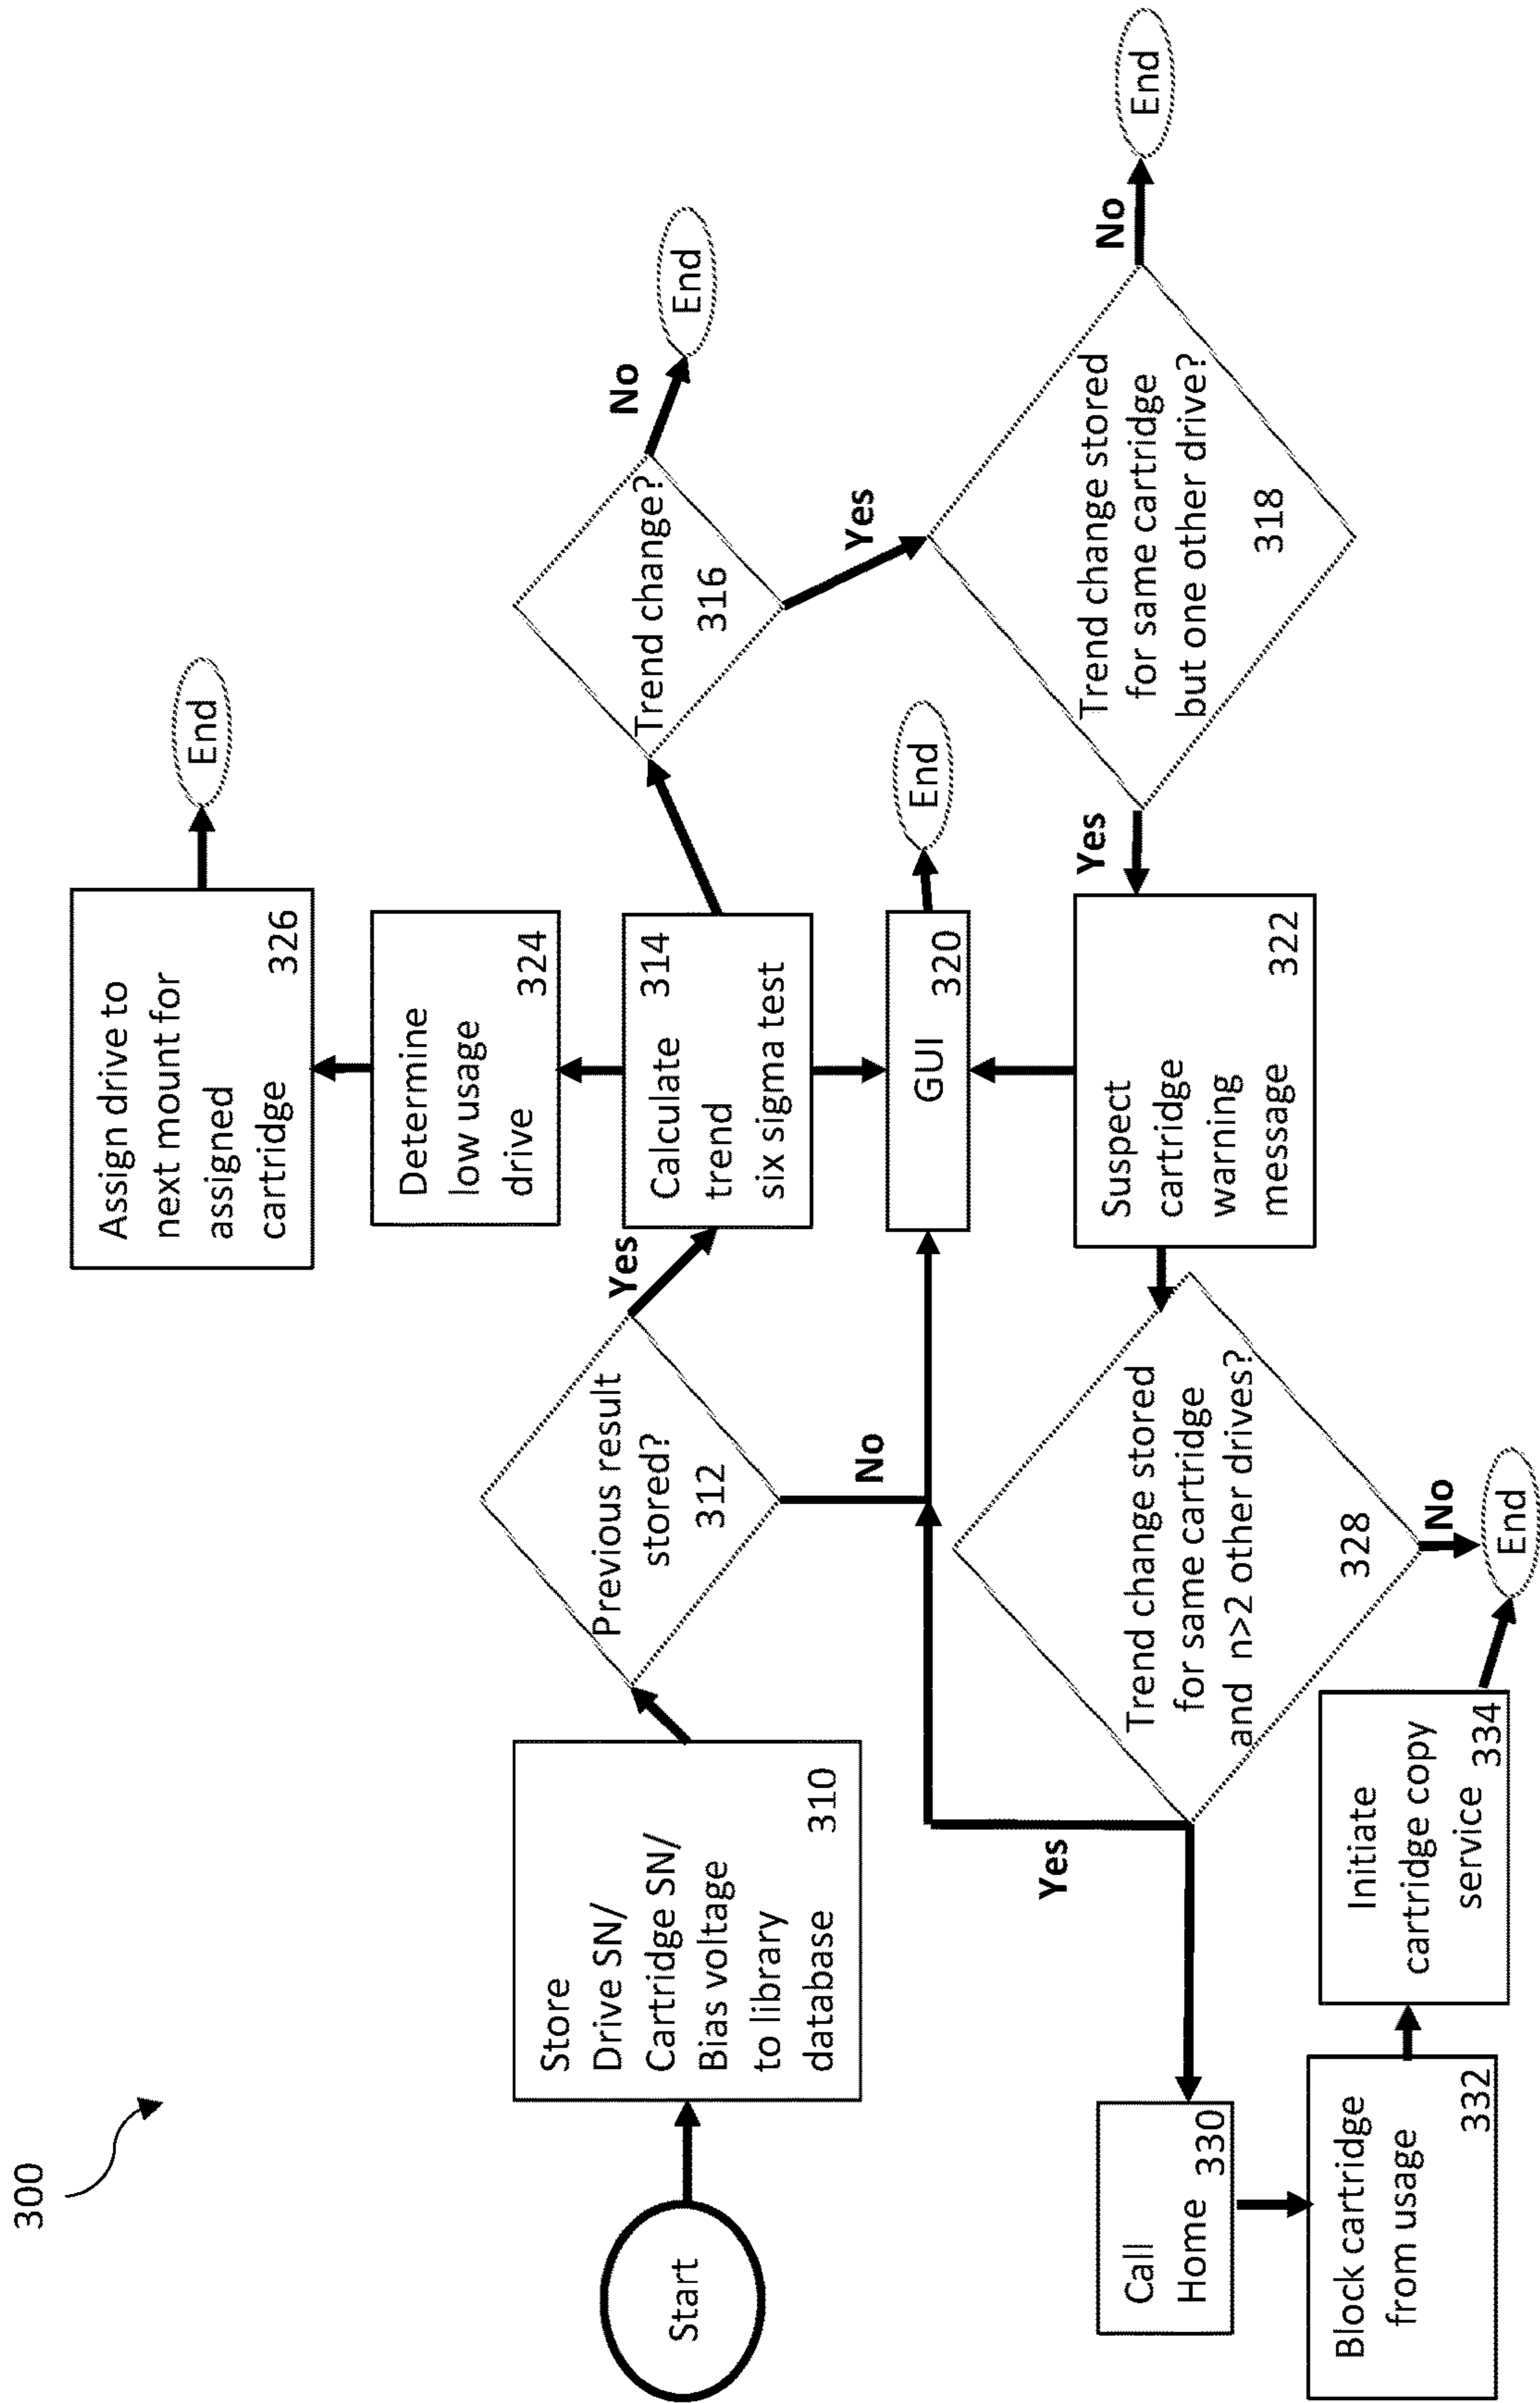 300
Start
Store
Drive SN/
Cartridge SN/
Bias voltage
to library
database
310
Previous result
stored?
312
Yes
No
Calculate
trend
six sigma test
314
Determine
low usage
drive
324
Assign drive to
next mount for
assigned
cartridge
326
End
Trend change?
316
No
End
Yes
GUI
320
End
Trend change stored
for same cartridge
but one other drive?
318
No
End
Yes
Suspect
cartridge
warning
message
322
Trend change stored
for same cartridge
and n>2 other drives?
328
Yes
No
End
Call
Home
330
Block cartridge
from usage
332
Initiate
cartridge copy
service
334